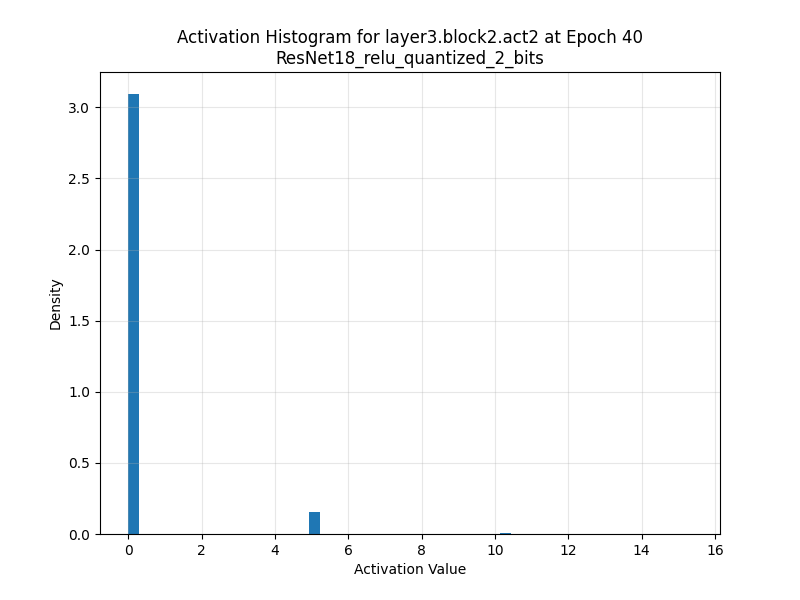 Activation Histogram for layer3.block2.act2 at Epoch 40
ResNet18_relu_quantized_2_bits
3.0
2.5
2.0
1.5
1.0
0.5
0.0
Density
0 2 4 6 8 10 12 14 16
Activation Value